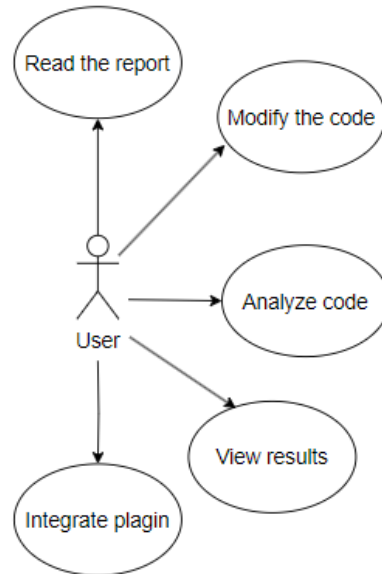 Read the report
Modify the code
Analyze code
User
View results
Integrate plagin